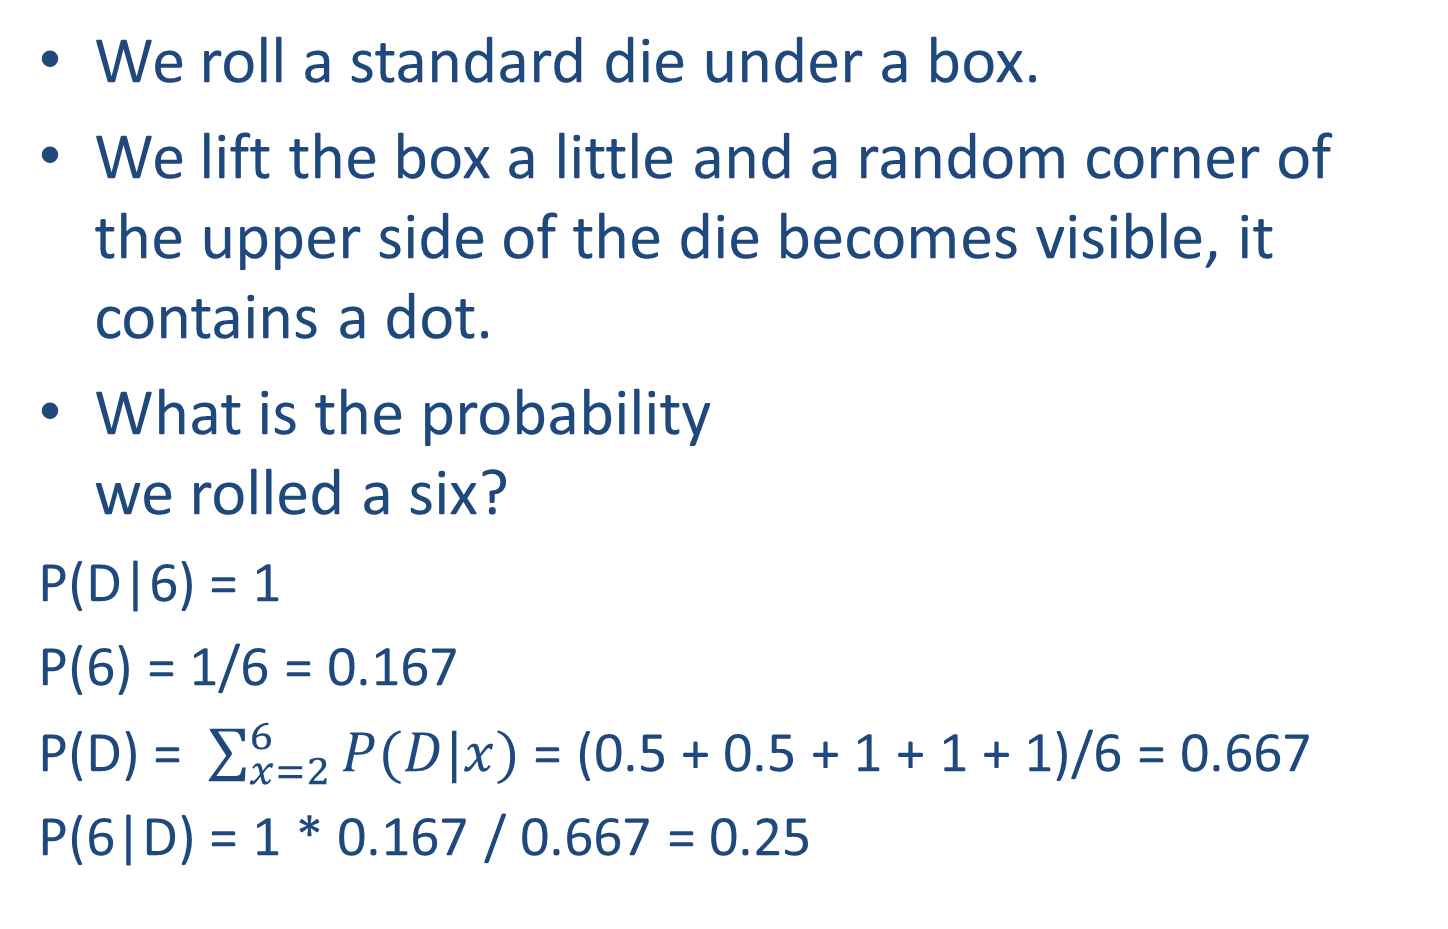 • We roll a standard die under a box.
• We lift the box a little and a random corner of
the upper side of the die becomes visible, it
contains a dot.
• What is the probability
we rolled a six?
P(D|6) = 1
P(6) = 1/6 = 0.167
P(D) = ∑⁶ₓ₌₂ 𝑃(𝐷|𝑥) = (0.5 + 0.5 + 1 + 1 + 1)/6 = 0.667
P(6|D) = 1 * 0.167 / 0.667 = 0.25